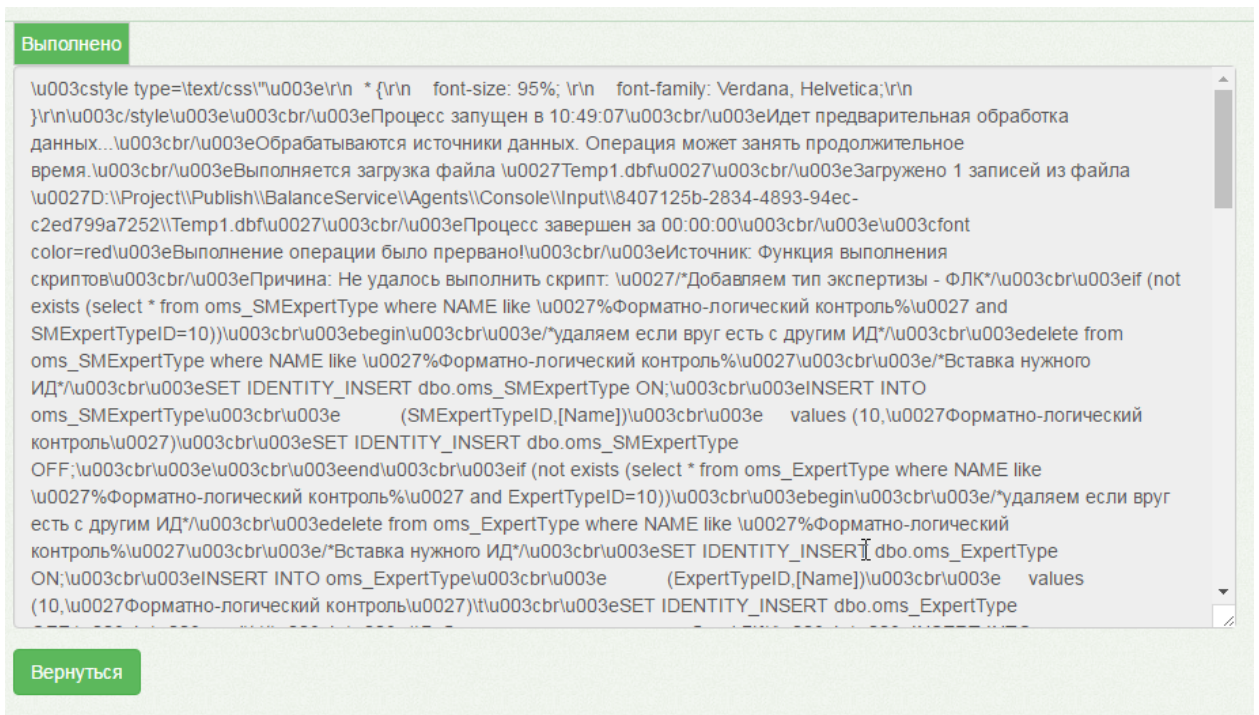 Выполнено
\u003cstyle type=\text/css\"\u003e\r\n * {\r\n font-size: 95%; \r\n font-family: Verdana, Helvetica;\r\n
}\r\n\u003c/style\u003e\u003cbr/\u003eПроцесс запущен в 10:49:07\u003cbr/\u003eИдет предварительная обработка
данных...\u003cbr/\u003eОбрабатываются источники данных. Операция может занять продолжительное
время.\u003cbr/\u003eВыполняется загрузка файла \u0027Temp1.dbf\u0027\u003cbr/\u003eЗагружено 1 записей из файла
\u0027D:\\Project\\Publish\\BalanceService\\Agents\\Console\\Input\\8407125b-2834-4893-94ec-
c2ed799a7252\\Temp1.dbf\u0027\u003cbr/\u003eПроцесс завершен за 00:00:00\u003cbr/\u003e\u003cfont
color=red\u003eВыполнение операции было прервано!\u003cbr/\u003eИсточник: Функция выполнения
скриптов\u003cbr/\u003eПричина: Не удалось выполнить скрипт: \u0027/*Добавляем тип экспертизы - ФЛК*/\u003cbr\u003eif (not
exists (select * from oms_SMExpertType where NAME like \u0027%Форматно-логический контроль%\u0027 and
SMExpertTypeID=10))\u003cbr\u003ebegin\u003cbr\u003e/*удаляем если вруг есть с другим ИД*/\u003cbr\u003edelete from
oms_SMExpertType where NAME like \u0027%Форматно-логический контроль%\u0027\u003cbr\u003e/*Вставка нужного
ИД*/\u003cbr\u003eSET IDENTITY_INSERT dbo.oms_SMExpertType ON;\u003cbr\u003eINSERT INTO
oms_SMExpertType\u003cbr\u003e (SMExpertTypeID,[Name])\u003cbr\u003e values (10,\u0027Форматно-логический
контроль\u0027)\u003cbr\u003eSET IDENTITY_INSERT dbo.oms_SMExpertType
OFF;\u003cbr\u003e\u003cbr\u003eend\u003cbr\u003eif (not exists (select * from oms_ExpertType where NAME like
\u0027%Форматно-логический контроль%\u0027 and ExpertTypeID=10))\u003cbr\u003ebegin\u003cbr\u003e/*удаляем если вруг
есть с другим ИД*/\u003cbr\u003edelete from oms_ExpertType where NAME like \u0027%Форматно-логический
контроль%\u0027\u003cbr\u003e/*Вставка нужного ИД*/\u003cbr\u003eSET IDENTITY_INSERT dbo.oms_ExpertType
ON;\u003cbr\u003eINSERT INTO oms_ExpertType\u003cbr\u003e (ExpertTypeID,[Name])\u003cbr\u003e values
(10,\u0027Форматно-логический контроль\u0027)\t\u003cbr\u003eSET IDENTITY_INSERT dbo.oms_ExpertType
Вернуться